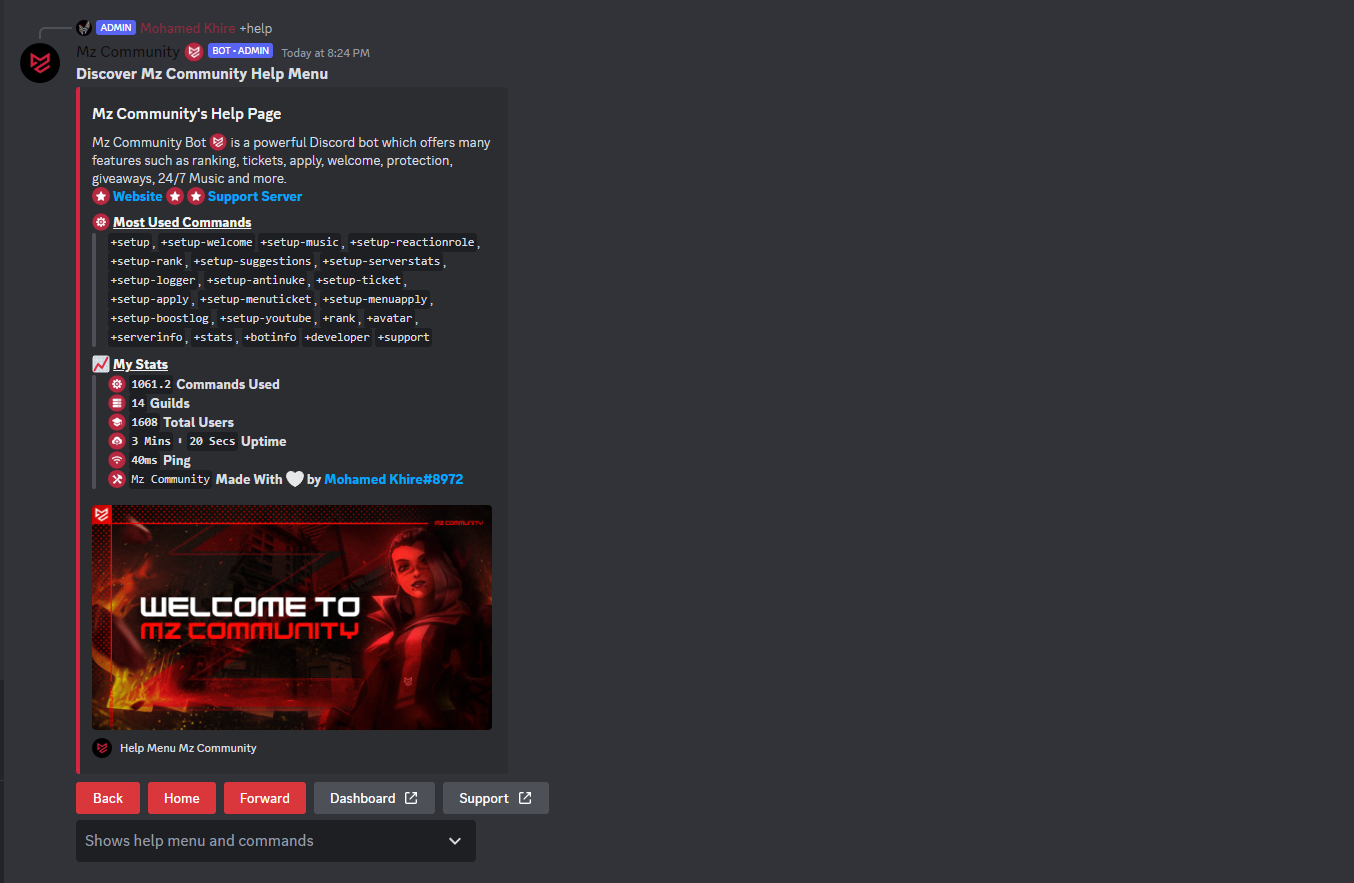 ADMIN Mohamed Khire +help
Mz Community BOT • ADMIN Today at 8:24 PM
Discover Mz Community Help Menu
Mz Community's Help Page
Mz Community Bot is a powerful Discord bot which offers many
features such as ranking, tickets, apply, welcome, protection,
giveaways, 24/7 Music and more.
Website Support Server
Most Used Commands
+setup, +setup-welcome +setup-music, +setup-reactionrole,
+setup-rank, +setup-suggestions, +setup-serverstats,
+setup-logger, +setup-antinuke, +setup-ticket,
+setup-apply, +setup-menuticket, +setup-menuapply,
+setup-boostlog, +setup-youtube, +rank, +avatar,
+serverinfo, +stats, +botinfo +developer +support
My Stats
1061.2 Commands Used
14 Guilds
1608 Total Users
3 Mins 20 Secs Uptime
40ms Ping
Mz Community Made With by Mohamed Khire#8972
MZ COMMUNITY
WELCOME TO
MZ COMMUNITY
Help Menu Mz Community
Back Home Forward Dashboard Support
Shows help menu and commands